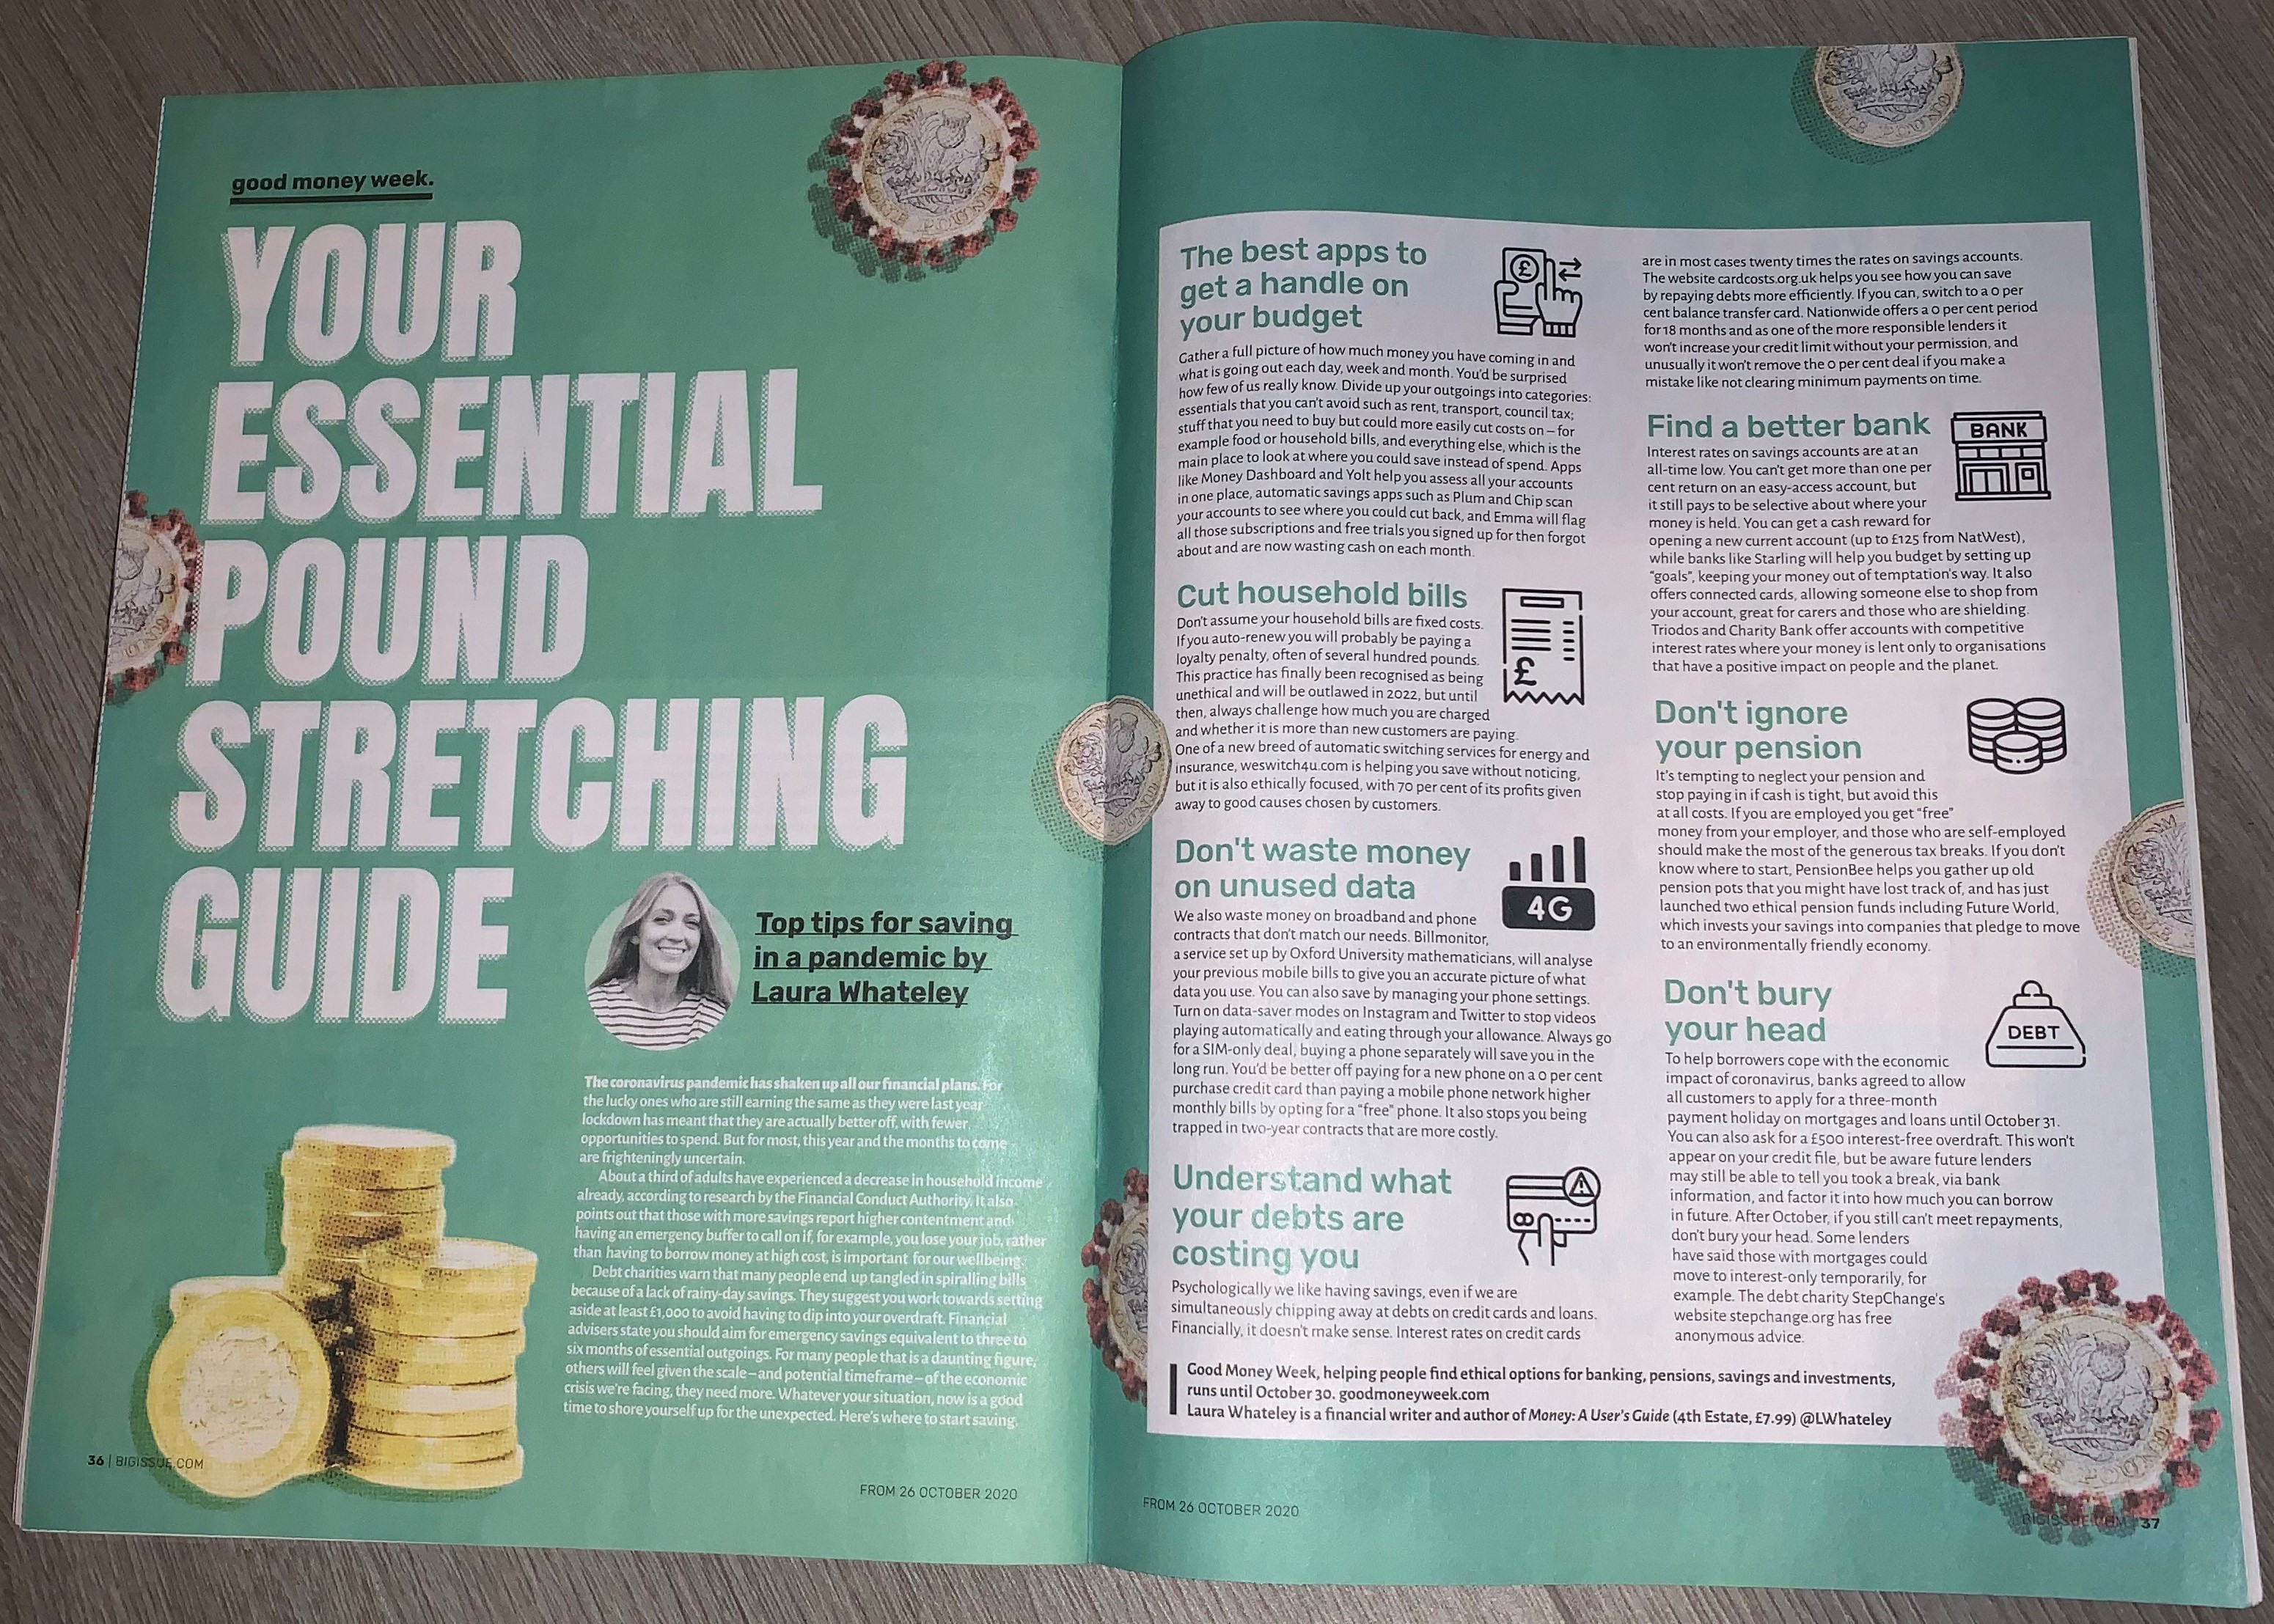 good money week.
YOUR
ESSENTIAL
POUND
STRETCHING
GUIDE
Top tips for saving
in a pandemic by
Laura Whateley
The coronavirus pandemic has shaken up all our financial plans. For
the lucky ones who are still earning the same as they were last year
lockdown has meant that they are actually better off, with fewer
opportunities to spend. But for most, this year and the months to come
are frighteningly uncertain.
About a third of adults have experienced a decrease in household income
already, according to research by the Financial Conduct Authority. It also
points out that those with more savings report higher contentment and
having an emergency buffer to call on if, for example, you lose your job, rather
than having to borrow money at high cost, is important for our wellbeing.
Debt charities warn that many people end up tangled in spiralling bills
because of a lack of rainy-day savings. They suggest you work towards setting
aside at least £1,000 to avoid having to dip into your overdraft. Financial
advisers state you should aim for emergency savings equivalent to three to
six months of essential outgoings. For many people that is a daunting figure,
others will feel given the scale – and potential timeframe – of the economic
crisis we're facing, they need more. Whatever your situation, now is a good
time to shore yourself up for the unexpected. Here's where to start saving.
36 | BIGISSUE.COM
FROM 26 OCTOBER 2020
The best apps to
get a handle on
your budget
Gather a full picture of how much money you have coming in and
what is going out each day, week and month. You'd be surprised
how few of us really know. Divide up your outgoings into categories:
essentials that you can't avoid such as rent, transport, council tax;
stuff that you need to buy but could more easily cut costs on – for
example food or household bills, and everything else, which is the
main place to look at where you could save instead of spend. Apps
like Money Dashboard and Yolt help you assess all your accounts
in one place, automatic savings apps such as Plum and Chip scan
your accounts to see where you could cut back, and Emma will flag
all those subscriptions and free trials you signed up for then forgot
about and are now wasting cash on each month.
Cut household bills
Don't assume your household bills are fixed costs.
If you auto-renew you will probably be paying a
loyalty penalty, often of several hundred pounds.
This practice has finally been recognised as being
unethical and will be outlawed in 2022, but until
then, always challenge how much you are charged
and whether it is more than new customers are paying.
One of a new breed of automatic switching services for energy and
insurance, weswitch4u.com is helping you save without noticing,
but it is also ethically focused, with 70 per cent of its profits given
away to good causes chosen by customers.
£
Don't waste money
on unused data
4G
We also waste money on broadband and phone
contracts that don't match our needs. Billmonitor,
a service set up by Oxford University mathematicians, will analyse
your previous mobile bills to give you an accurate picture of what
data you use. You can also save by managing your phone settings.
Turn on data-saver modes on Instagram and Twitter to stop videos
playing automatically and eating through your allowance. Always go
for a SIM-only deal, buying a phone separately will save you in the
long run. You'd be better off paying for a new phone on a 0 per cent
purchase credit card than paying a mobile phone network higher
monthly bills by opting for a "free" phone. It also stops you being
trapped in two-year contracts that are more costly.
Understand what
your debts are
costing you
Psychologically we like having savings, even if we are
simultaneously chipping away at debts on credit cards and loans.
Financially, it doesn't make sense. Interest rates on credit cards
are in most cases twenty times the rates on savings accounts.
The website cardcosts.org.uk helps you see how you can save
by repaying debts more efficiently. If you can, switch to a 0 per
cent balance transfer card. Nationwide offers a 0 per cent period
for 18 months and as one of the more responsible lenders it
won't increase your credit limit without your permission, and
unusually it won't remove the 0 per cent deal if you make a
mistake like not clearing minimum payments on time.
Find a better bank
BANK
Interest rates on savings accounts are at an
all-time low. You can't get more than one per
cent return on an easy-access account, but
it still pays to be selective about where your
money is held. You can get a cash reward for
opening a new current account (up to £125 from NatWest),
while banks like Starling will help you budget by setting up
"goals", keeping your money out of temptation's way. It also
offers connected cards, allowing someone else to shop from
your account, great for carers and those who are shielding.
Triodos and Charity Bank offer accounts with competitive
interest rates where your money is lent only to organisations
that have a positive impact on people and the planet.
Don't ignore
your pension
It's tempting to neglect your pension and
stop paying in if cash is tight, but avoid this
at all costs. If you are employed you get "free"
money from your employer, and those who are self-employed
should make the most of the generous tax breaks. If you don't
know where to start, PensionBee helps you gather up old
pension pots that you might have lost track of, and has just
launched two ethical pension funds including Future World,
which invests your savings into companies that pledge to move
to an environmentally friendly economy.
Don't bury
your head
DEBT
To help borrowers cope with the economic
impact of coronavirus, banks agreed to allow
all customers to apply for a three-month
payment holiday on mortgages and loans until October 31.
You can also ask for a £500 interest-free overdraft. This won't
appear on your credit file, but be aware future lenders
may still be able to tell you took a break, via bank
information, and factor it into how much you can borrow
in future. After October, if you still can't meet repayments,
don't bury your head. Some lenders
have said those with mortgages could
move to interest-only temporarily, for
example. The debt charity StepChange's
website stepchange.org has free
anonymous advice.
Good Money Week, helping people find ethical options for banking, pensions, savings and investments,
runs until October 30. goodmoneyweek.com
Laura Whateley is a financial writer and author of Money: A User's Guide (4th Estate, £7.99) @LWhateley
FROM 26 OCTOBER 2020
BIGISSUE.COM 37